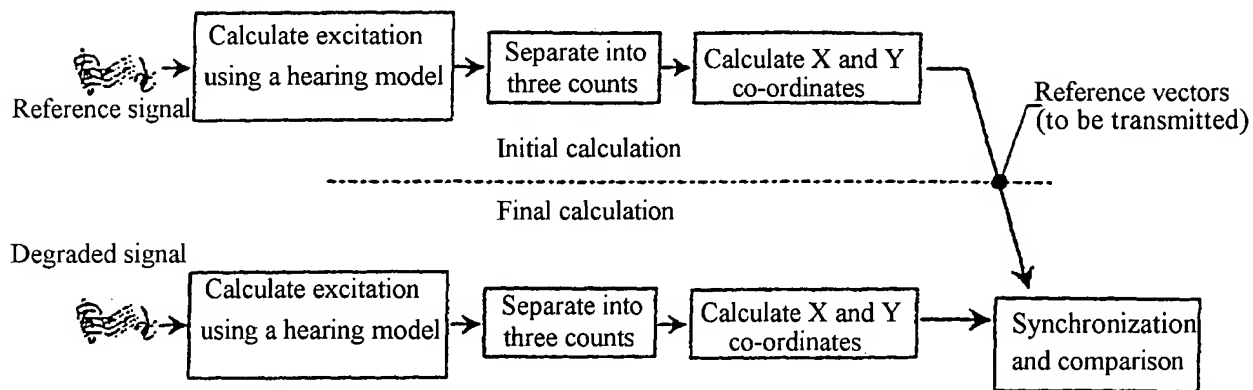 Calculate excitation
using a hearing model
Separate into
three counts
Calculate X and Y
co-ordinates
Reference signal
Reference vectors
(to be transmitted)
Initial calculation
Final calculation
Degraded signal
Calculate excitation
using a hearing model
Separate into
three counts
Calculate X and Y
co-ordinates
Synchronization
and comparison